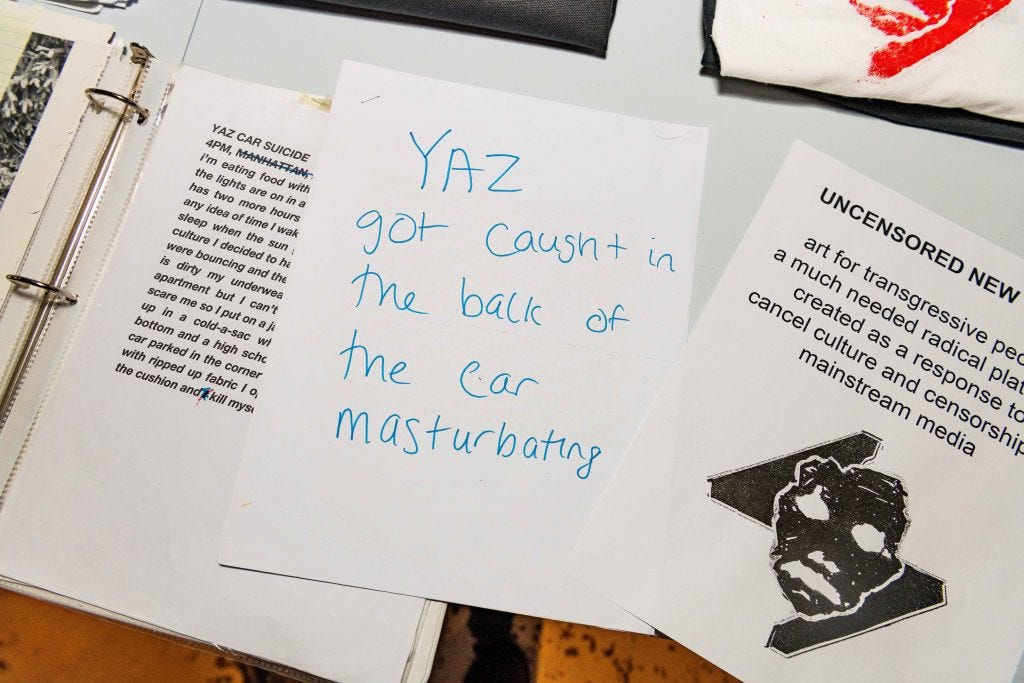 YAZ CAR SUICIDE
4PM, MANHATTAN,
i'm eating food with
the lights are on in a
has two more hours
any idea of time I wak
sleep when the sun
culture I decided to ha
were bouncing and the
is dirty my underwea
apartment but I can't
scare me so I put on a
up in a cold-a-sac
bottom and a high scho
car parked in the corner
with ripped up fabric I
the cushion and kill myse
YAZ
got caught in
the back of
the car
masturbating
UNCENSORED NEW
art for transgressive peo
a much needed radical plat
created as a response to
cancel culture and censorship
mainstream media